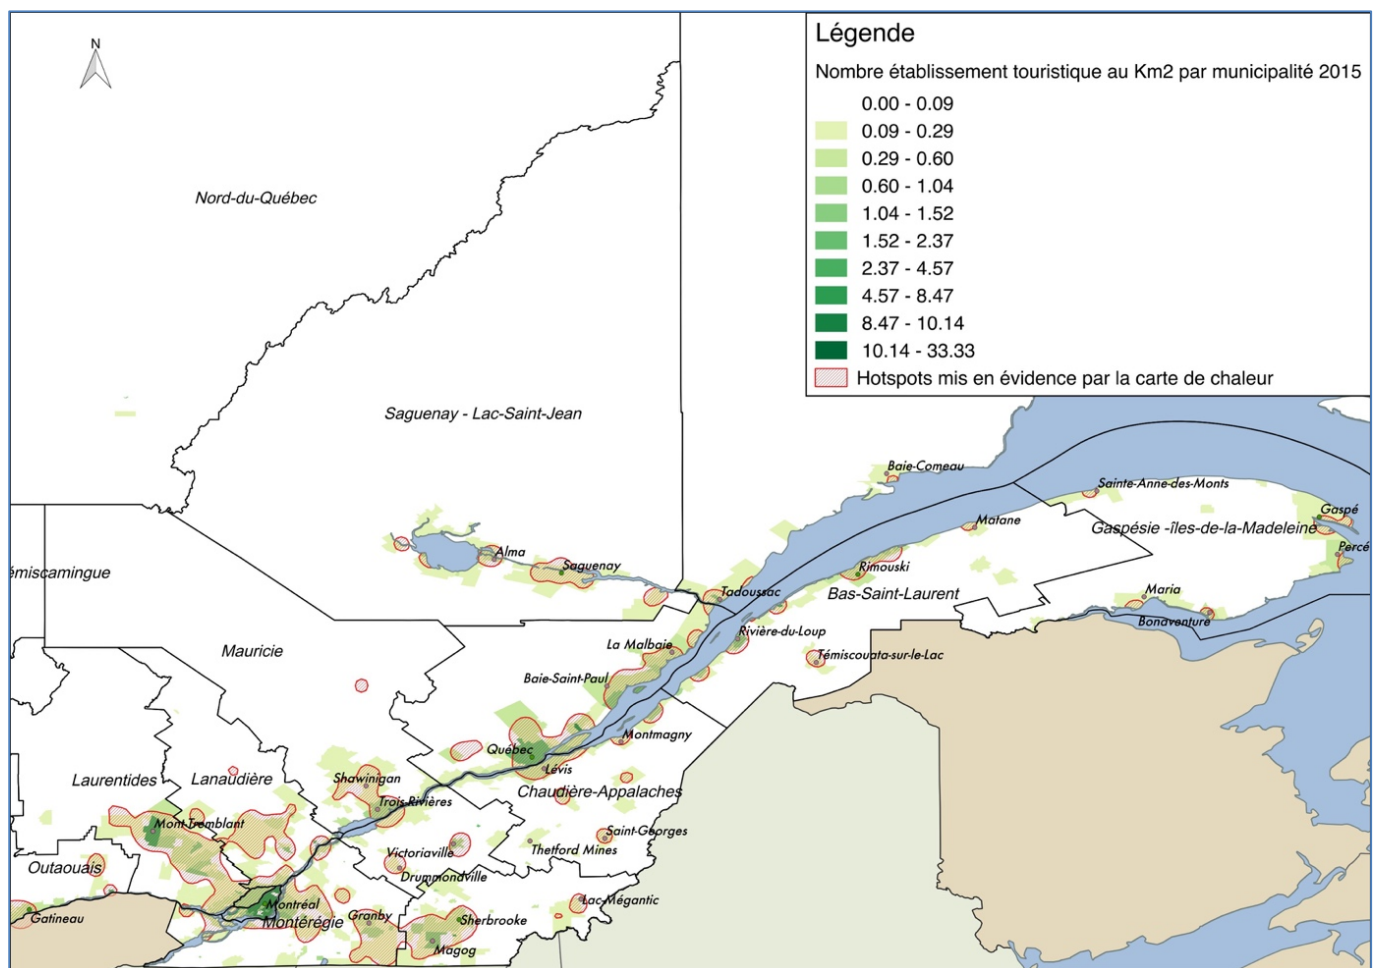 Légende
Nombre établissement touristique au Km2 par municipalité 2015
0.00 - 0.09
0.09 - 0.29
0.29 - 0.60
0.60 - 1.04
1.04 - 1.52
1.52 - 2.37
2.37 - 4.57
4.57 - 8.47
8.47 - 10.14
10.14 - 33.33
Hotspots mis en évidence par la carte de chaleur
N
Nord-du-Québec
Saguenay - Lac-Saint-Jean
Baie-Comeau
Sainte-Anne-des-Monts
Gaspé
Matane
Gaspésie -îles-de-la-Madeleine
Percé
Alma
Saguenay
Rimouski
émiscamingue
Tadoussac
Bas-Saint-Laurent
Maria
Bonaventure
Rivière-du-Loup
La Malbaie
Mauricie
Témiscouata-sur-le-Lac
Baie-Saint-Paul
Montmagny
Québec
Lévis
Laurentides
Lanaudière
Shawinigan
Chaudière-Appalaches
Trois-Rivières
Mont-Tremblant
Saint-Georges
Victoriaville
Thetford Mines
Outaouais
Drummondville
Lac-Mégantic
Montréal
Gatineau
Granby
Sherbrooke
Montérégie
Magog